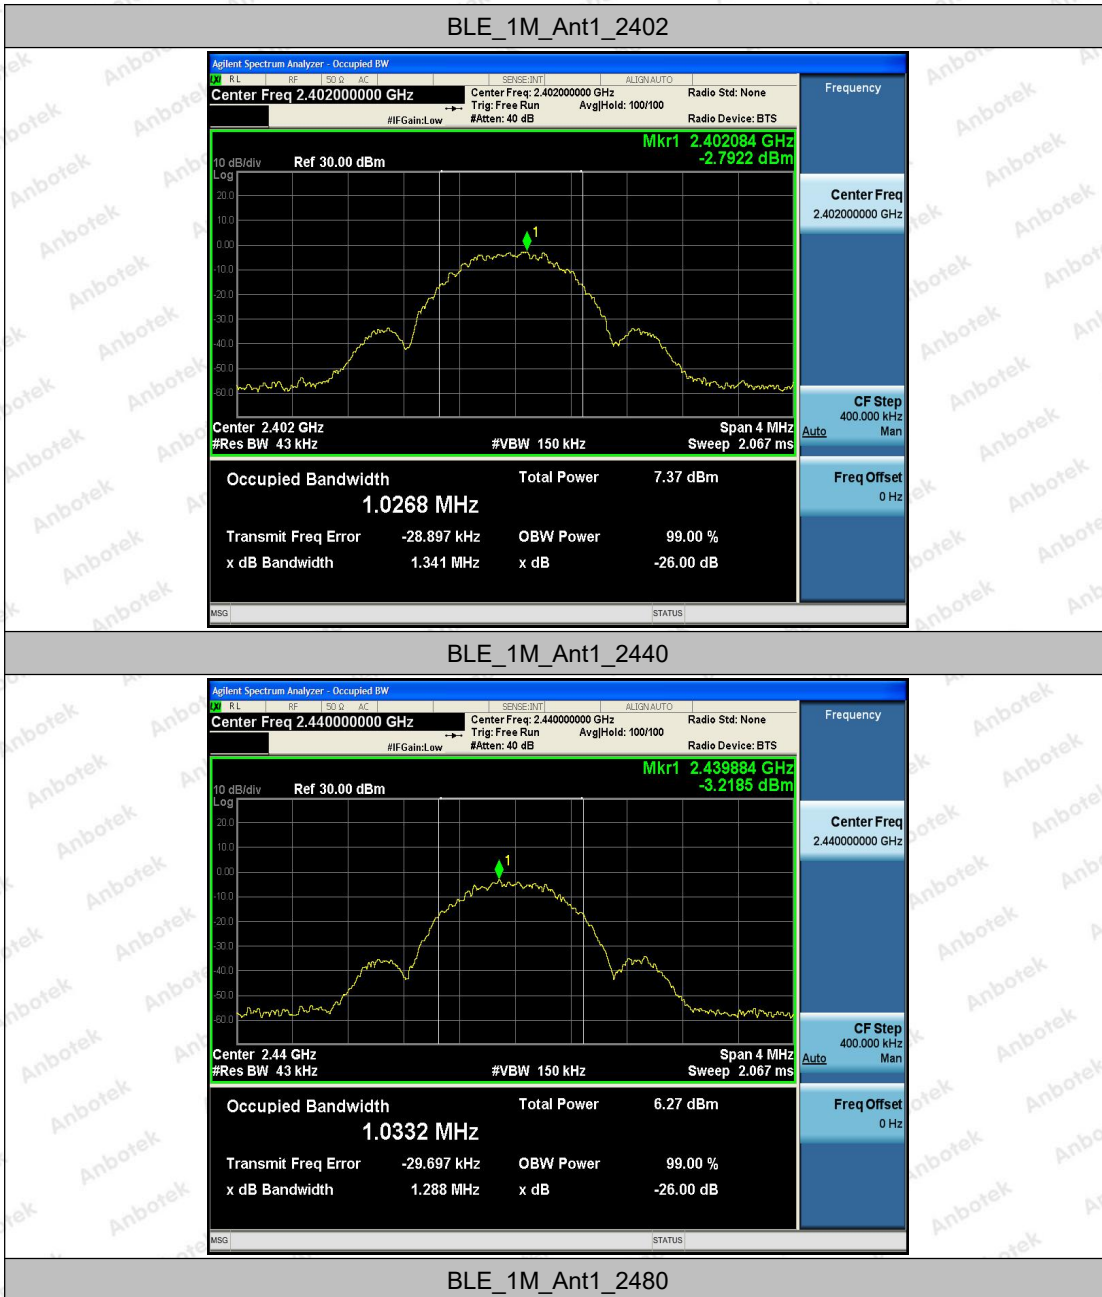 BLE_1M_Ant1_2402
Agilent Spectrum Analyzer - Occupied BW
LXI RL RF 50 Ω AC SENSE:INT ALIGN AUTO
Center Freq 2.402000000 GHz
Center Freq: 2.402000000 GHz
Radio Std: None
Trig: Free Run Avg|Hold: 100/100
#IFGain:Low #Atten: 40 dB Radio Device: BTS
Mkr1 2.402084 GHz
-2.7922 dBm
10 dB/div Ref 30.00 dBm
Log
20.0
10.0
0.00
-10.0
-20.0
-30.0
-40.0
-50.0
-60.0
1
Center 2.402 GHz Span 4 MHz
#Res BW 43 kHz #VBW 150 kHz Sweep 2.067 ms
Occupied Bandwidth Total Power 7.37 dBm
1.0268 MHz
Transmit Freq Error -28.897 kHz OBW Power 99.00 %
x dB Bandwidth 1.341 MHz x dB -26.00 dB
MSG STATUS
Frequency
Center Freq
2.402000000 GHz
CF Step
400.000 kHz
Auto Man
Freq Offset
0 Hz
BLE_1M_Ant1_2440
Agilent Spectrum Analyzer - Occupied BW
LXI RL RF 50 Ω AC SENSE:INT ALIGN AUTO
Center Freq 2.440000000 GHz
Center Freq: 2.440000000 GHz
Radio Std: None
Trig: Free Run Avg|Hold: 100/100
#IFGain:Low #Atten: 40 dB Radio Device: BTS
Mkr1 2.439884 GHz
-3.2185 dBm
10 dB/div Ref 30.00 dBm
Log
20.0
10.0
0.00
-10.0
-20.0
-30.0
-40.0
-50.0
-60.0
1
Center 2.44 GHz Span 4 MHz
#Res BW 43 kHz #VBW 150 kHz Sweep 2.067 ms
Occupied Bandwidth Total Power 6.27 dBm
1.0332 MHz
Transmit Freq Error -29.697 kHz OBW Power 99.00 %
x dB Bandwidth 1.288 MHz x dB -26.00 dB
MSG STATUS
Frequency
Center Freq
2.440000000 GHz
CF Step
400.000 kHz
Auto Man
Freq Offset
0 Hz
BLE_1M_Ant1_2480